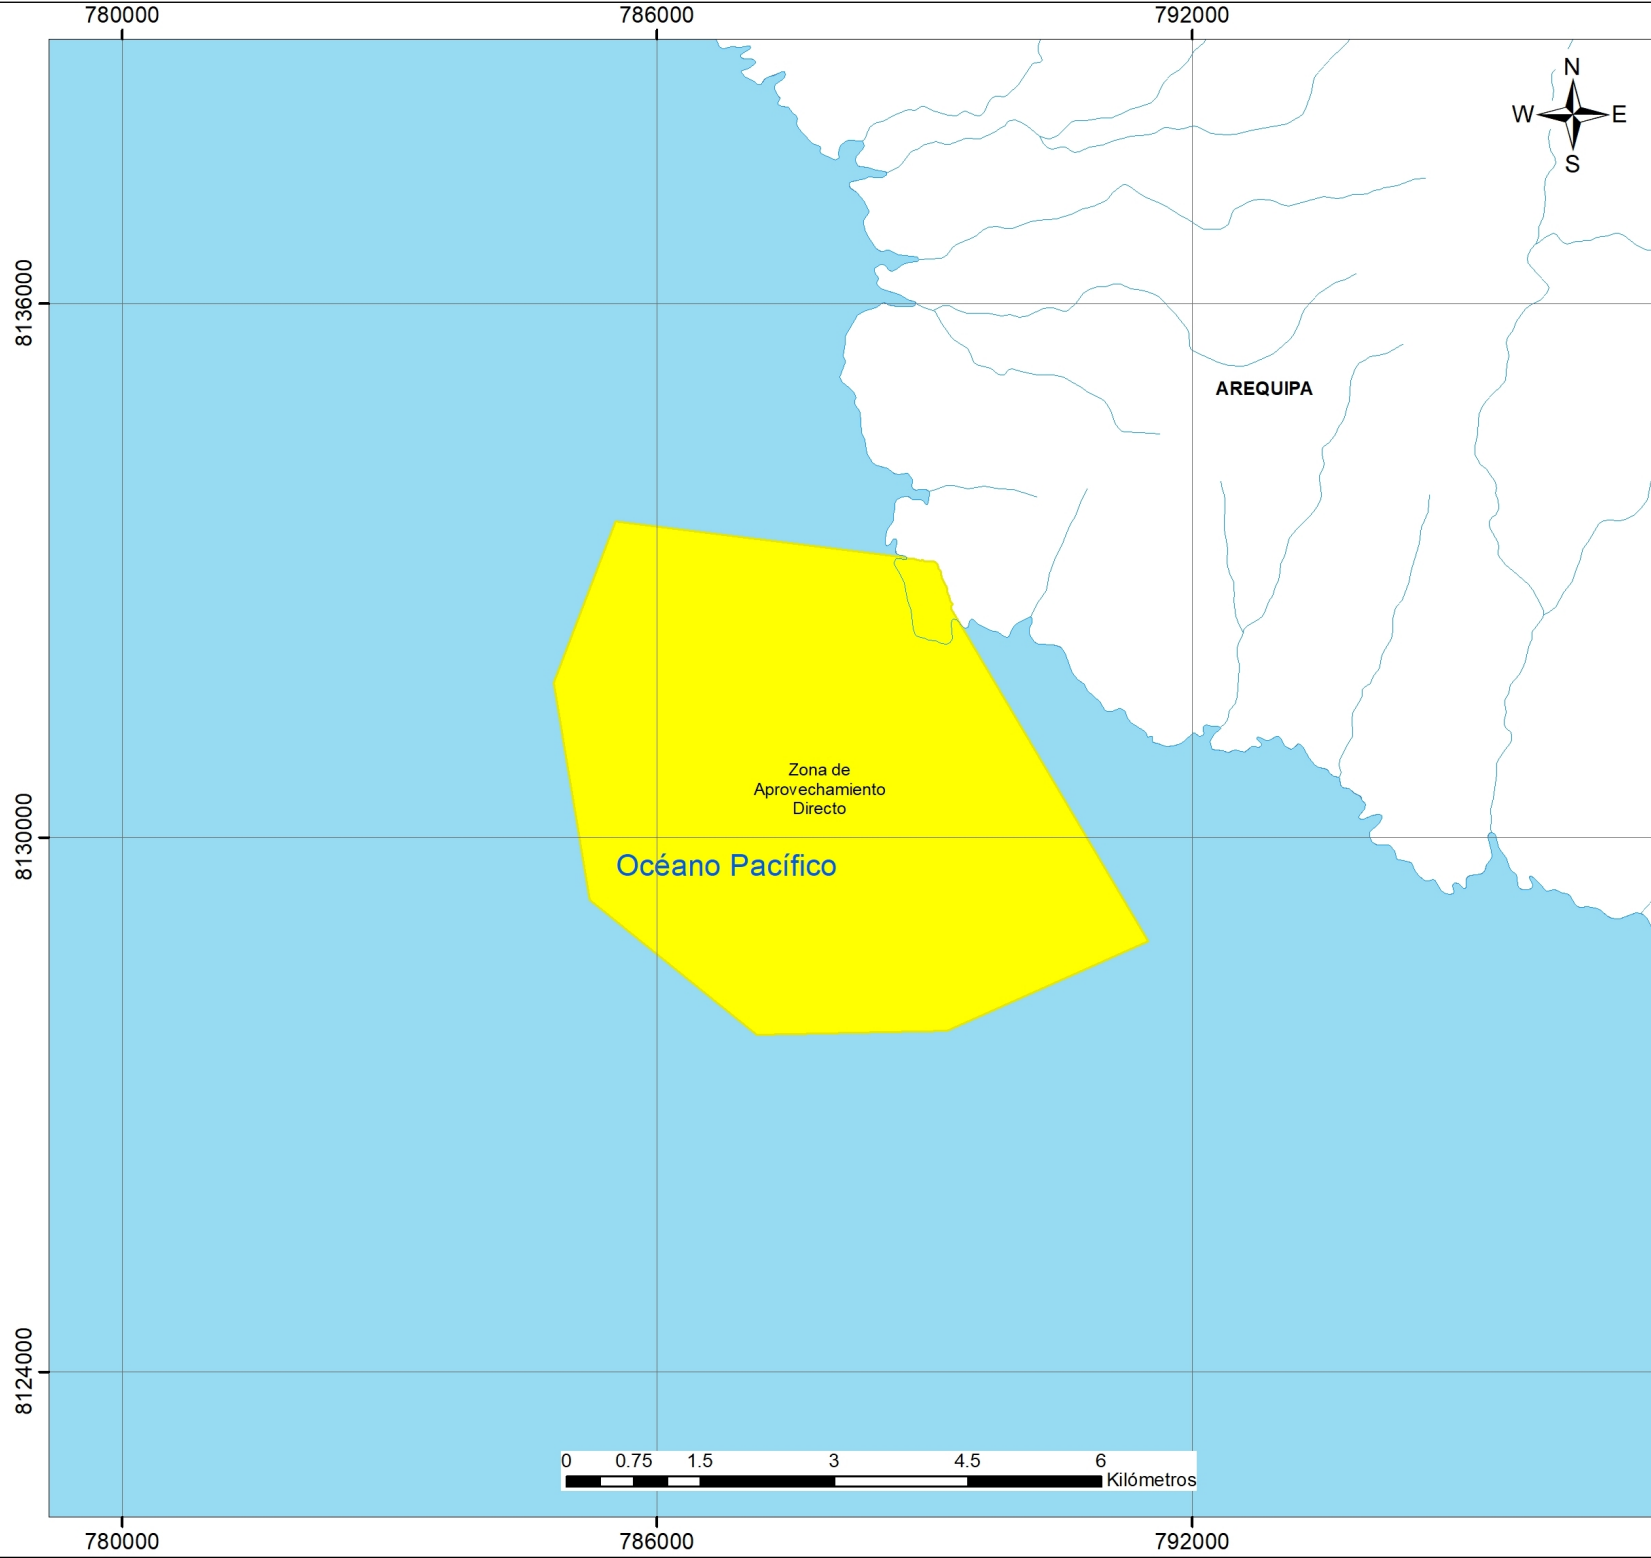 780000
786000
792000
N
W
E
S
8136000
AREQUIPA
Zona de
Aprovechamiento
Directo
8130000
Océano Pacífico
8124000
0 0.75 1.5 3 4.5 6
Kilómetros
780000
786000
792000